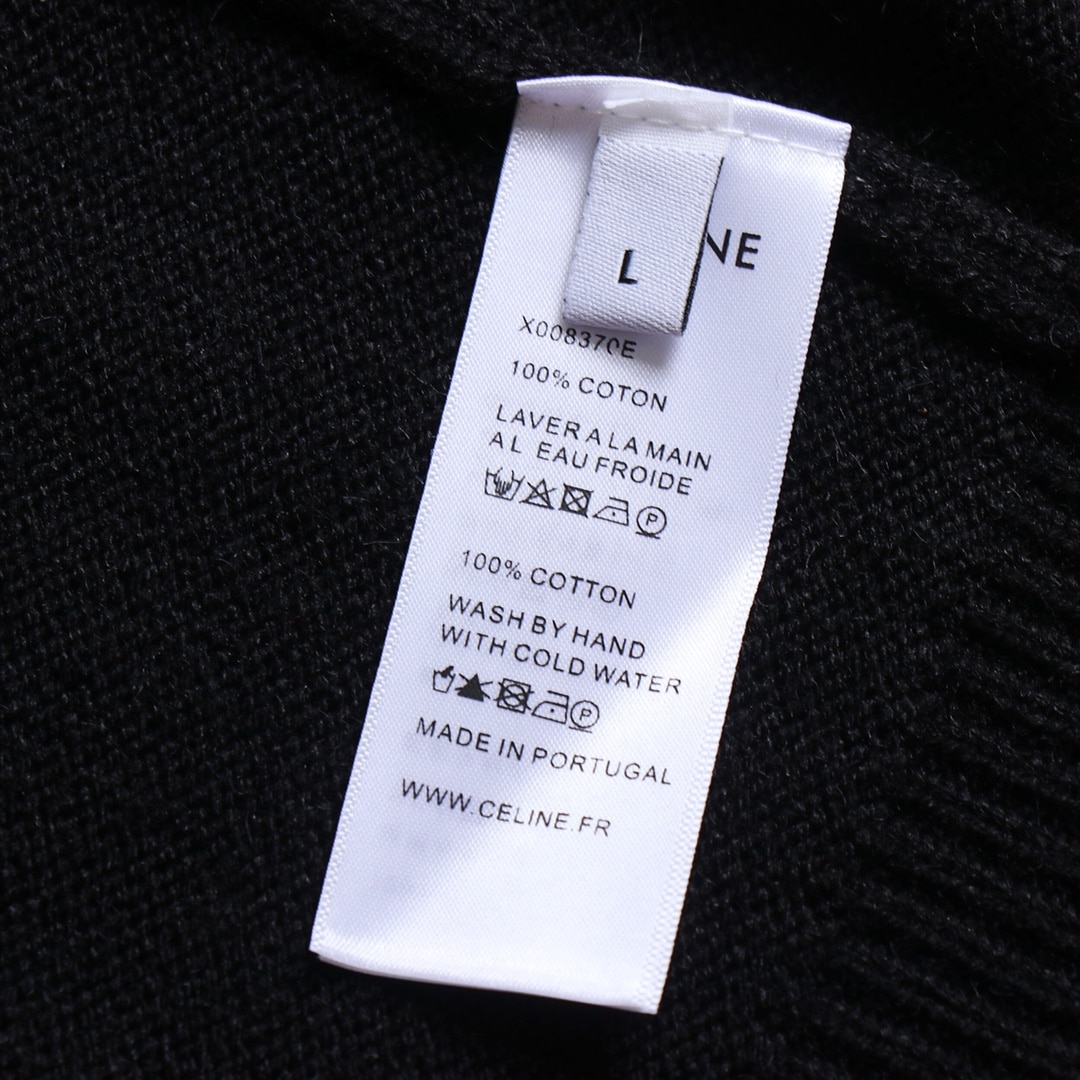 NE
L
X008370E
100% COTON
LAVER A LA MAIN
A L EAU FROIDE
P
100% COTTON
WASH BY HAND
WITH COLD WATER
P
MADE IN PORTUGAL
WWW.CELINE.FR